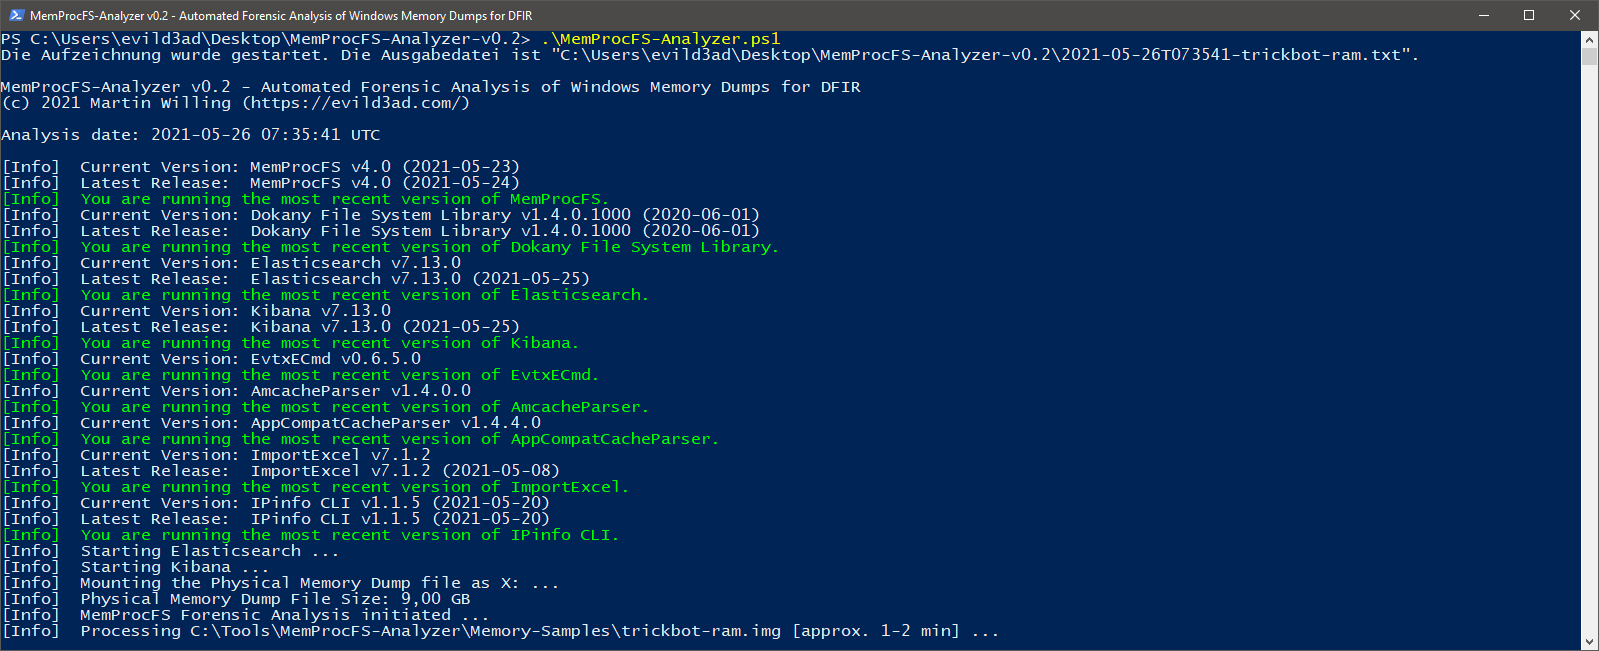 MemProcFS-Analyzer v0.2 - Automated Forensic Analysis of Windows Memory Dumps for DFIR
PS C:\Users\evild3ad\Desktop\MemProcFS-Analyzer-v0.2> .\MemProcFS-Analyzer.ps1
Die Aufzeichnung wurde gestartet. Die Ausgabedatei ist "C:\Users\evild3ad\Desktop\MemProcFS-Analyzer-v0.2\2021-05-26T073541-trickbot-ram.txt".
MemProcFS-Analyzer v0.2 - Automated Forensic Analysis of Windows Memory Dumps for DFIR
(c) 2021 Martin Willing (https://evild3ad.com/)
Analysis date: 2021-05-26 07:35:41 UTC
[Info]  Current Version: MemProcFS v4.0 (2021-05-23)
[Info]  Latest Release:  MemProcFS v4.0 (2021-05-24)
[Info]  You are running the most recent version of MemProcFS.
[Info]  Current Version: Dokany File System Library v1.4.0.1000 (2020-06-01)
[Info]  Latest Release:  Dokany File System Library v1.4.0.1000 (2020-06-01)
[Info]  You are running the most recent version of Dokany File System Library.
[Info]  Current Version: Elasticsearch v7.13.0
[Info]  Latest Release:  Elasticsearch v7.13.0 (2021-05-25)
[Info]  You are running the most recent version of Elasticsearch.
[Info]  Current Version: Kibana v7.13.0
[Info]  Latest Release:  Kibana v7.13.0 (2021-05-25)
[Info]  You are running the most recent version of Kibana.
[Info]  Current Version: EvtxECmd v0.6.5.0
[Info]  You are running the most recent version of EvtxECmd.
[Info]  Current Version: AmcacheParser v1.4.0.0
[Info]  You are running the most recent version of AmcacheParser.
[Info]  Current Version: AppCompatCacheParser v1.4.4.0
[Info]  You are running the most recent version of AppCompatCacheParser.
[Info]  Current Version: ImportExcel v7.1.2
[Info]  Latest Release:  ImportExcel v7.1.2 (2021-05-08)
[Info]  You are running the most recent version of ImportExcel.
[Info]  Current Version: IPinfo CLI v1.1.5 (2021-05-20)
[Info]  Latest Release:  IPinfo CLI v1.1.5 (2021-05-20)
[Info]  You are running the most recent version of IPinfo CLI.
[Info]  Starting Elasticsearch ...
[Info]  Starting Kibana ...
[Info]  Mounting the Physical Memory Dump file as X: ...
[Info]  Physical Memory Dump File Size: 9,00 GB
[Info]  MemProcFS Forensic Analysis initiated ...
[Info]  Processing C:\Tools\MemProcFS-Analyzer\Memory-Samples\trickbot-ram.img [approx. 1-2 min] ...